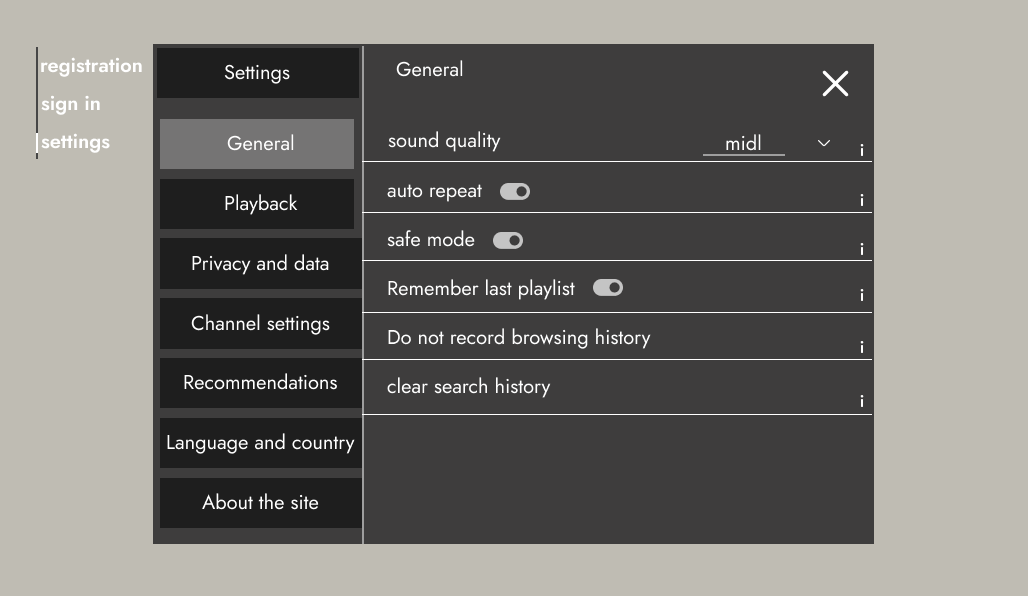 registration
sign in
settings
Settings
General
Playback
Privacy and data
Channel settings
Recommendations
Language and country
About the site
General
sound quality midl i
auto repeat i
safe mode i
Remember last playlist i
Do not record browsing history i
clear search history i